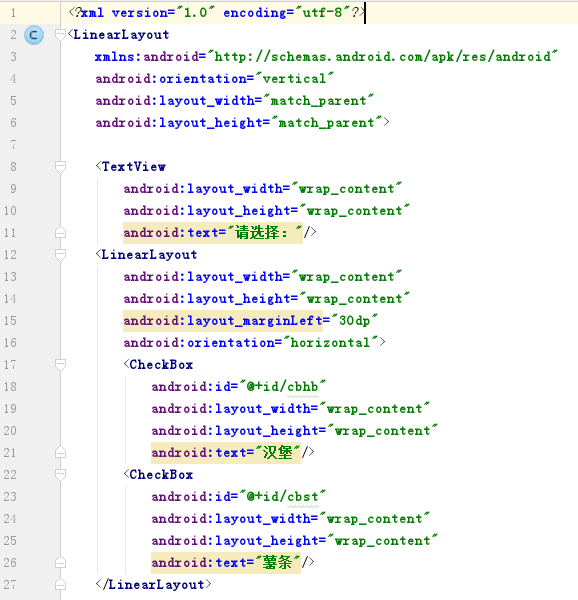 1 <?xml version="1.0" encoding="utf-8"?>
2 C <LinearLayout
3 xmlns:android="http://schemas.android.com/apk/res/android"
4 android:orientation="vertical"
5 android:layout_width="match_parent"
6 android:layout_height="match_parent">
7
8 <TextView
9 android:layout_width="wrap_content"
10 android:layout_height="wrap_content"
11 android:text="请选择："/>
12 <LinearLayout
13 android:layout_width="wrap_content"
14 android:layout_height="wrap_content"
15 android:layout_marginLeft="30dp"
16 android:orientation="horizontal">
17 <CheckBox
18 android:id="@+id/cbhb"
19 android:layout_width="wrap_content"
20 android:layout_height="wrap_content"
21 android:text="汉堡"/>
22 <CheckBox
23 android:id="@+id/cbst"
24 android:layout_width="wrap_content"
25 android:layout_height="wrap_content"
26 android:text="薯条"/>
27 </LinearLayout>